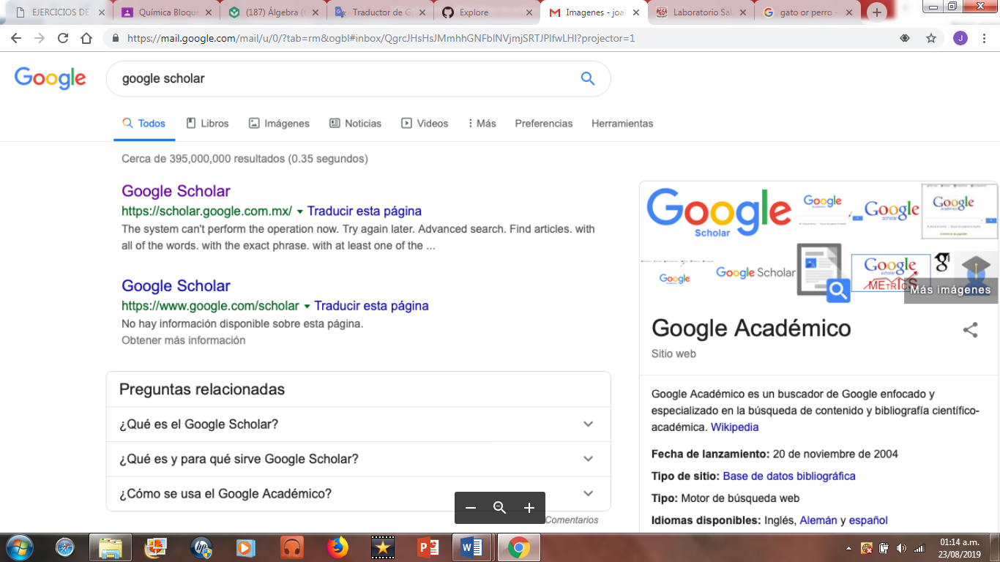 EJERCICIOS DE
Química Bloque
(187) Álgebra (
Traductor de G
Explore
Imagenes - joa
Laboratorio Sal
gato or perro -
https://mail.google.com/mail/u/0/?tab=rm&ogbl#inbox/QgrcJHsHsJMmhhGNFblNVjmjSRTJPlfwLHl?projector=1
J
Google
google scholar
Todos
Libros
Imágenes
Noticias
Videos
Más
Preferencias
Herramientas
Cerca de 395,000,000 resultados (0.35 segundos)
Google Scholar
https://scholar.google.com.mx/ Traducir esta página
The system can't perform the operation now. Try again later. Advanced search. Find articles. with
all of the words. with the exact phrase. with at least one of the ...
Google Scholar
https://www.google.com/scholar Traducir esta página
No hay información disponible sobre esta página.
Obtener más información
Preguntas relacionadas
¿Qué es el Google Scholar?
¿Qué es y para qué sirve Google Scholar?
¿Cómo se usa el Google Académico?
Comentarios
Google
Scholar
Google
Google
scholar
Google
Google
Google Scholar
Google
scholar
METRICS
g
Más imágenes
Google Académico
Sitio web
Google Académico es un buscador de Google enfocado y
especializado en la búsqueda de contenido y bibliografía científico-
académica. Wikipedia
Fecha de lanzamiento: 20 de noviembre de 2004
Tipo de sitio: Base de datos bibliográfica
Tipo: Motor de búsqueda web
Idiomas disponibles: Inglés, Alemán y español
01:14 a.m.
23/08/2019